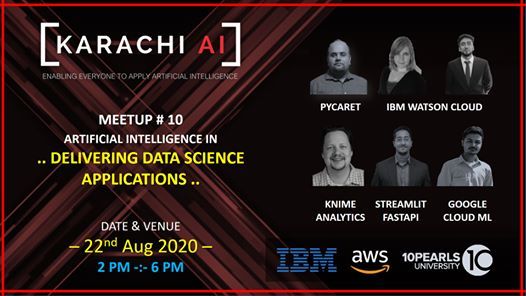 [KARACHI AI]
ENABLING EVERYONE TO APPLY ARTIFICIAL INTELLIGENCE
MEETUP # 10
ARTIFICIAL INTELLIGENCE IN
.. DELIVERING DATA SCIENCE
APPLICATIONS ..
DATE & VENUE
– 22nd Aug 2020 –
2 PM -:- 6 PM
PYCARET
IBM WATSON CLOUD
KNIME
ANALYTICS
STREAMLIT
FASTAPI
GOOGLE
CLOUD ML
IBM
aws
10PEARLS
UNIVERSITY
10